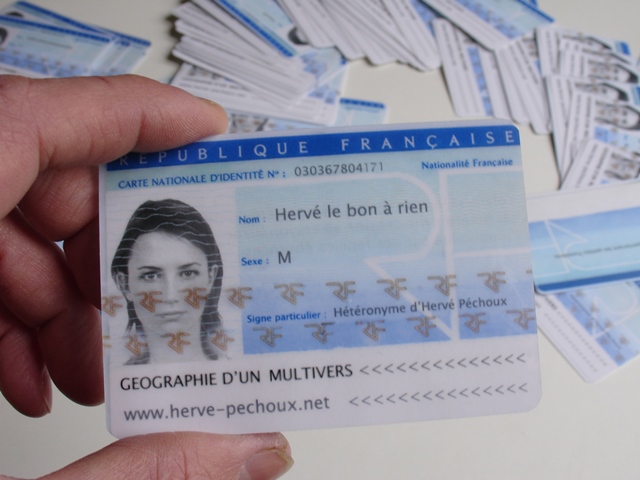 RÉPUBLIQUE FRANÇAISE
CARTE NATIONALE D'IDENTITÉ Nº : 030367804171 Nationalité Française
Nom : Hervé le bon à rien
Sexe : M
Signe particulier : Hétéronyme d'Hervé Péchoux
GEOGRAPHIE D'UN MULTIVERS <<<<<<<<<<<<<<
www.herve-pechoux.net <<<<<<<<<<<<<<<